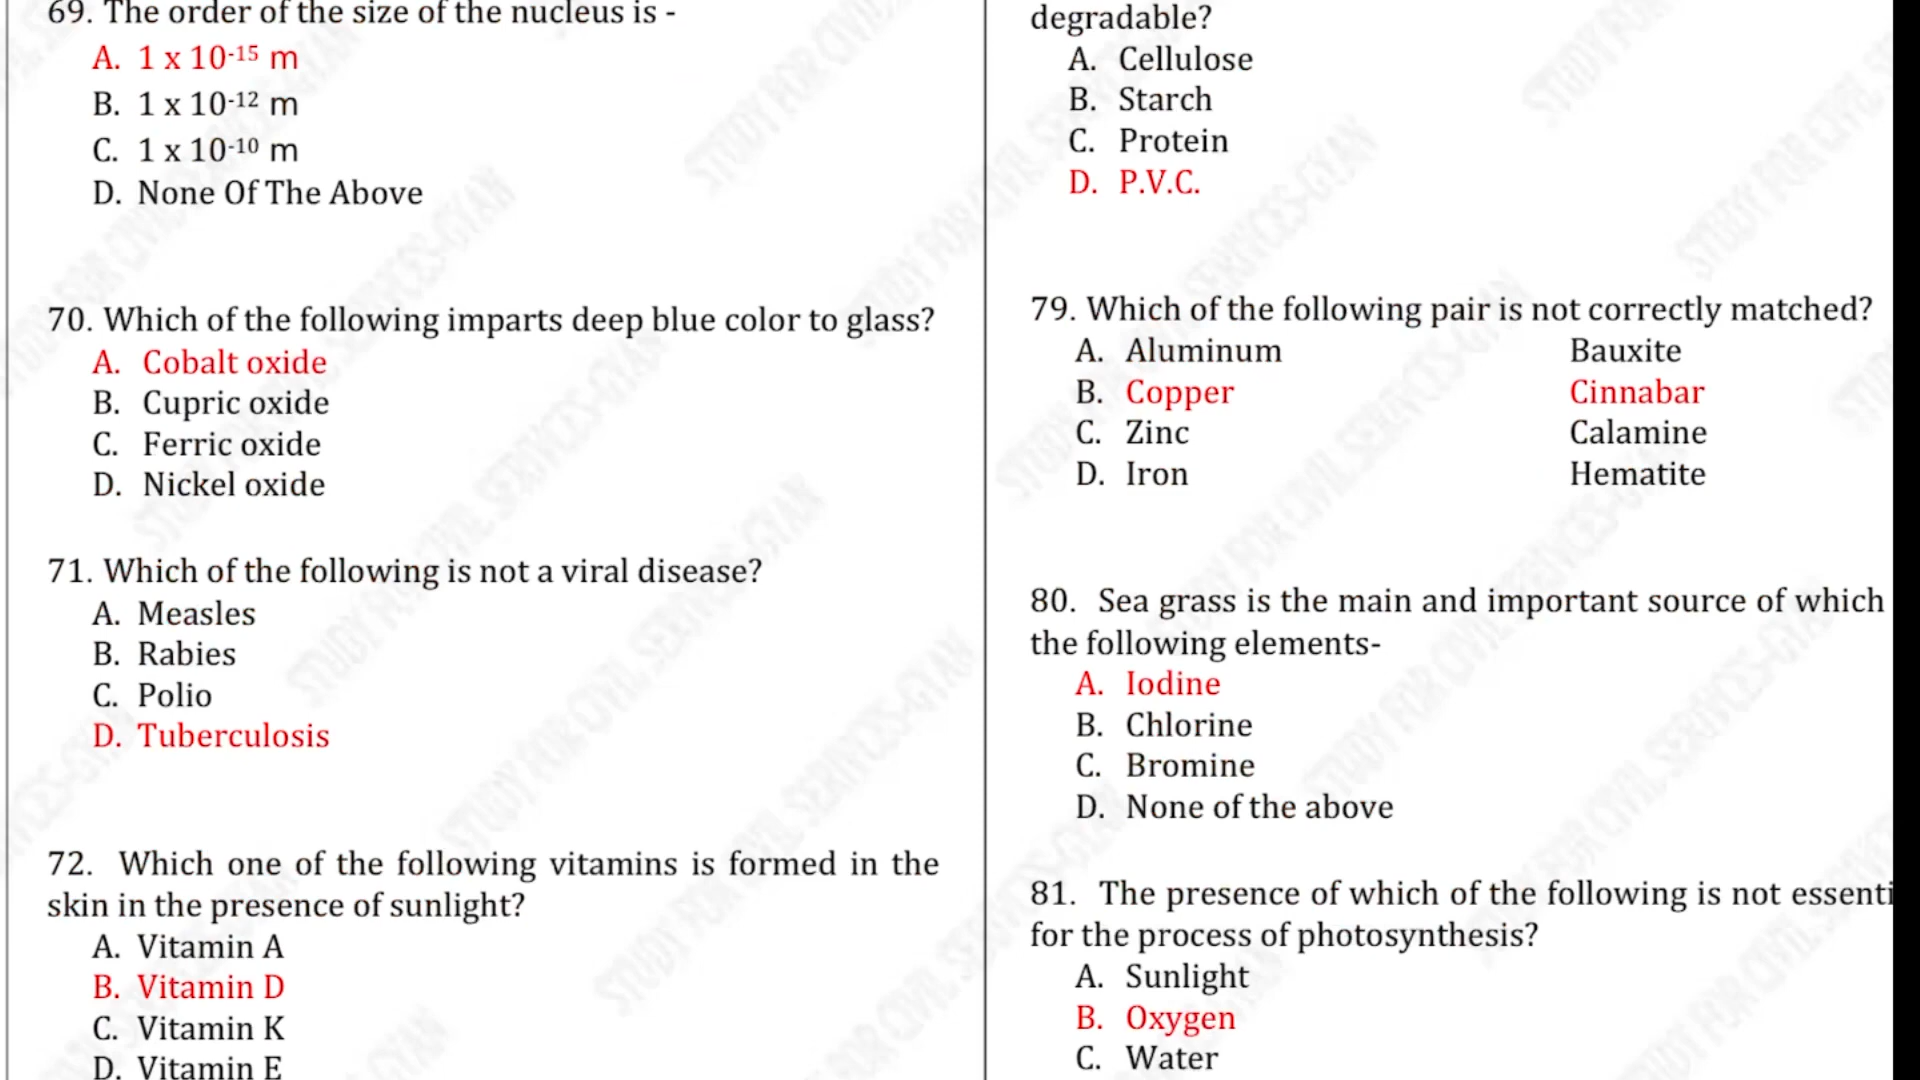 69. The order of the size of the nucleus is -
A. 1 x 10-15 m
B. 1 x 10-12 m
C. 1 x 10-10 m
D. None Of The Above
70. Which of the following imparts deep blue color to glass?
A. Cobalt oxide
B. Cupric oxide
C. Ferric oxide
D. Nickel oxide
71. Which of the following is not a viral disease?
A. Measles
B. Rabies
C. Polio
D. Tuberculosis
72. Which one of the following vitamins is formed in the
skin in the presence of sunlight?
A. Vitamin A
B. Vitamin D
C. Vitamin K
D. Vitamin E
degradable?
A. Cellulose
B. Starch
C. Protein
D. P.V.C.
79. Which of the following pair is not correctly matched?
A. Aluminum Bauxite
B. Copper Cinnabar
C. Zinc Calamine
D. Iron Hematite
80. Sea grass is the main and important source of which
the following elements-
A. Iodine
B. Chlorine
C. Bromine
D. None of the above
81. The presence of which of the following is not essenti
for the process of photosynthesis?
A. Sunlight
B. Oxygen
C. Water